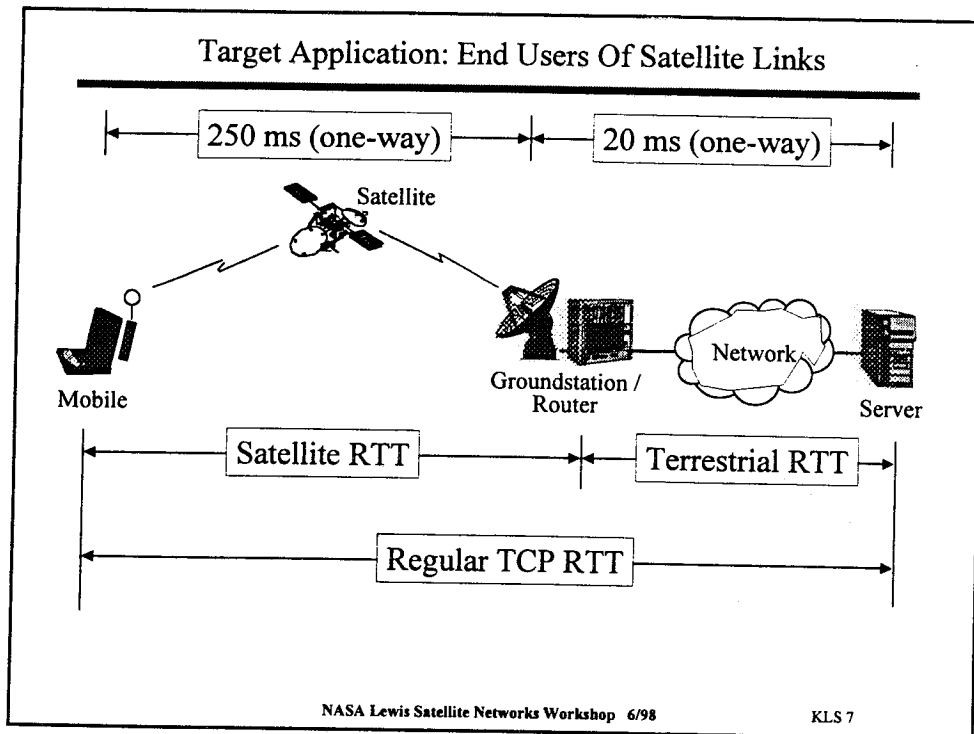 Target Application: End Users Of Satellite Links
250 ms (one-way)
20 ms (one-way)
Satellite
Mobile
Groundstation /
Router
Network
Server
Satellite RTT
Terrestrial RTT
Regular TCP RTT
NASA Lewis Satellite Networks Workshop 6/98
KLS 7